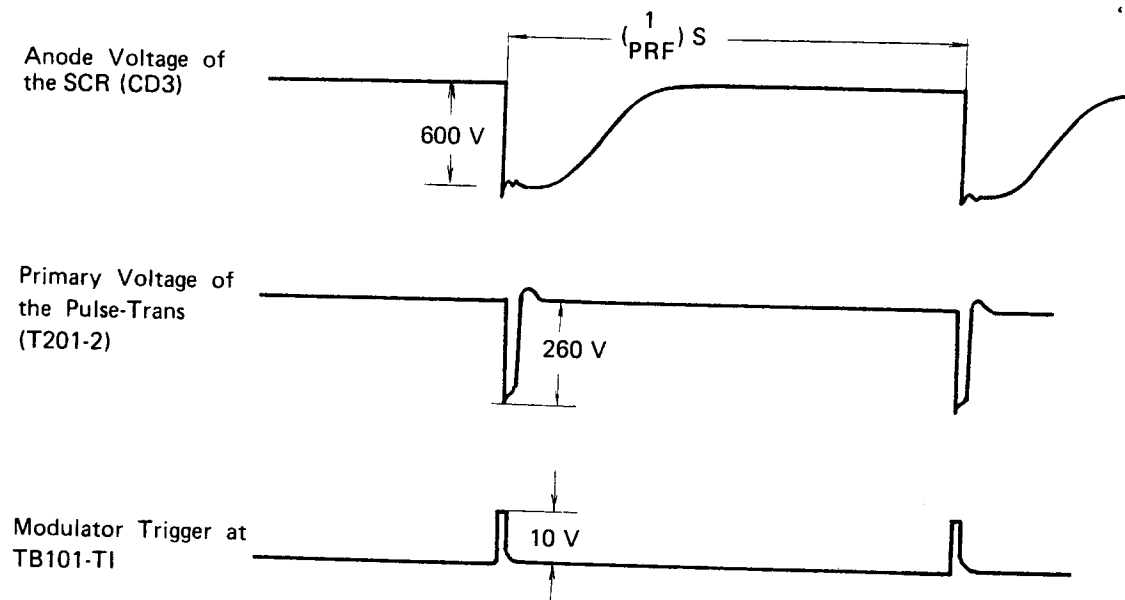 Anode Voltage of
the SCR (CD3)
(1/PRF) S
600 V
Primary Voltage of
the Pulse-Trans
(T201-2)
260 V
Modulator Trigger at
TB101-TI
10 V